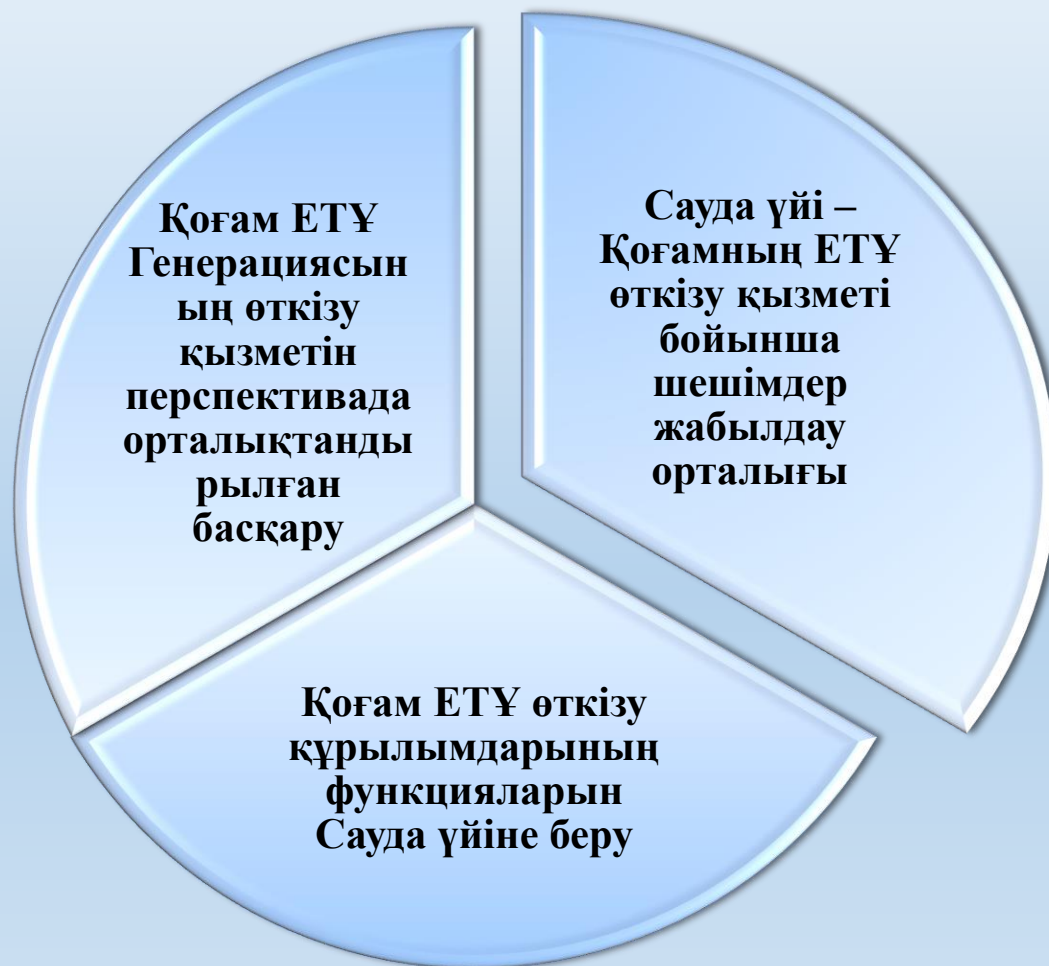 Қоғам ЕТҰ
Генерациясын
ың өткізу
қызметін
перспективада
орталықтанды
рылған
басқару
Сауда үйі –
Қоғамның ЕТҰ
өткізу қызметі
бойынша
шешімдер
жабылдау
орталығы
Қоғам ЕТҰ өткізу
құрылымдарының
функцияларын
Сауда үйіне беру